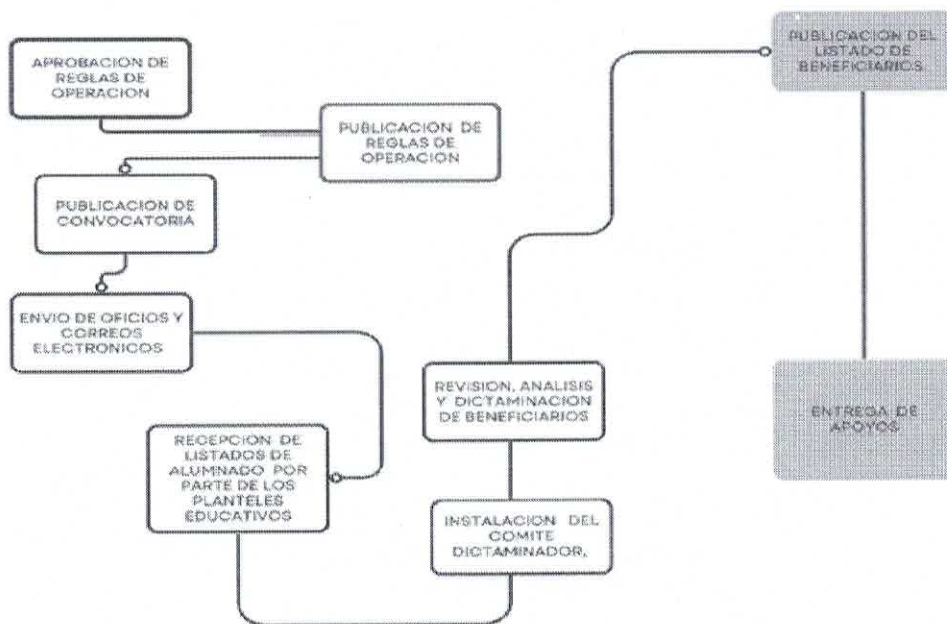 APROBACION DE
REGLAS DE
OPERACION
PUBLICACION DE
REGLAS DE
OPERACION
PUBLICACION DE
CONVOCATORIA
ENVIO DE OFICIOS Y
CORREOS
ELECTRONICOS
RECEPCION DE
LISTADOS DE
ALUMNADO POR
PARTE DE LOS
PLANTELES
EDUCATIVOS
INSTALACION DEL
COMITE
DICTAMINADOR.
REVISION, ANALISIS
Y DICTAMINACION
DE BENEFICIARIOS
PUBLICACION DEL
LISTADO DE
BENEFICIARIOS
ENTREGA DE
APOYOS